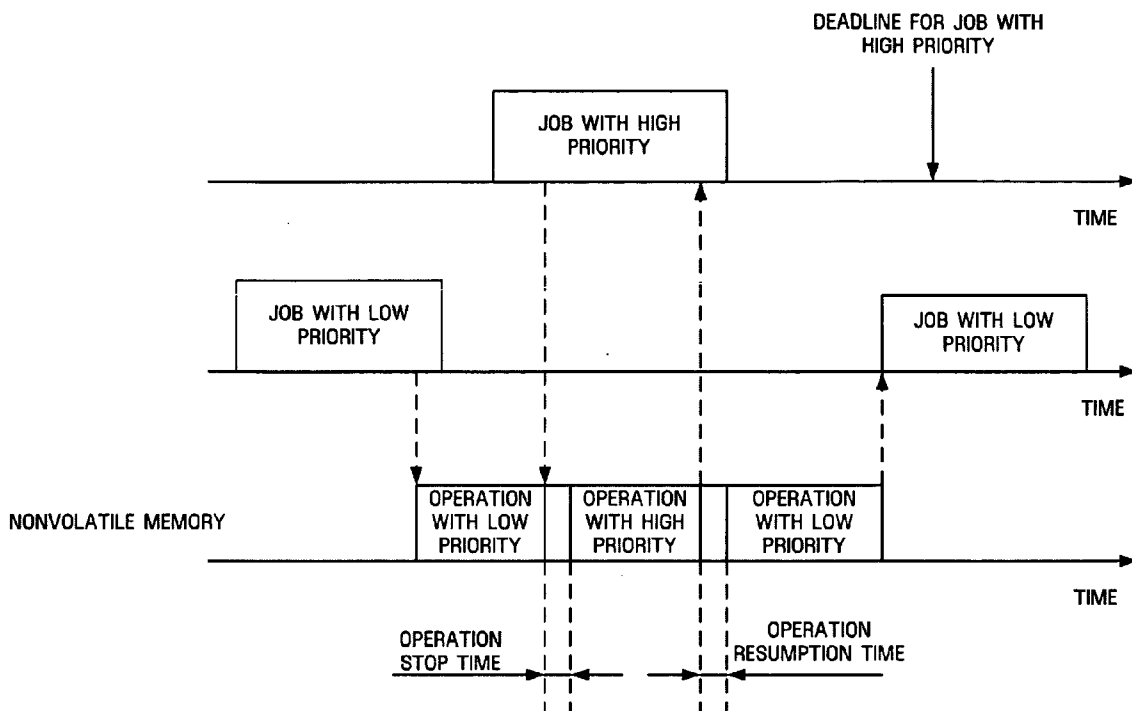 DEADLINE FOR JOB WITH
HIGH PRIORITY
JOB WITH HIGH
PRIORITY
TIME
JOB WITH LOW
PRIORITY
JOB WITH LOW
PRIORITY
TIME
NONVOLATILE MEMORY
OPERATION
WITH LOW
PRIORITY
OPERATION
WITH HIGH
PRIORITY
OPERATION
WITH LOW
PRIORITY
TIME
OPERATION
STOP TIME
OPERATION
RESUMPTION TIME